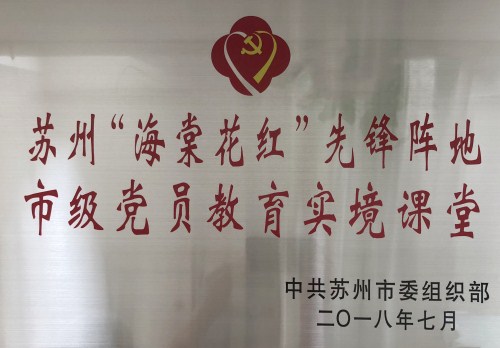 苏州“海棠花红”先锋阵地
市级党员教育实境课堂
中共苏州市委组织部
二〇一八年七月